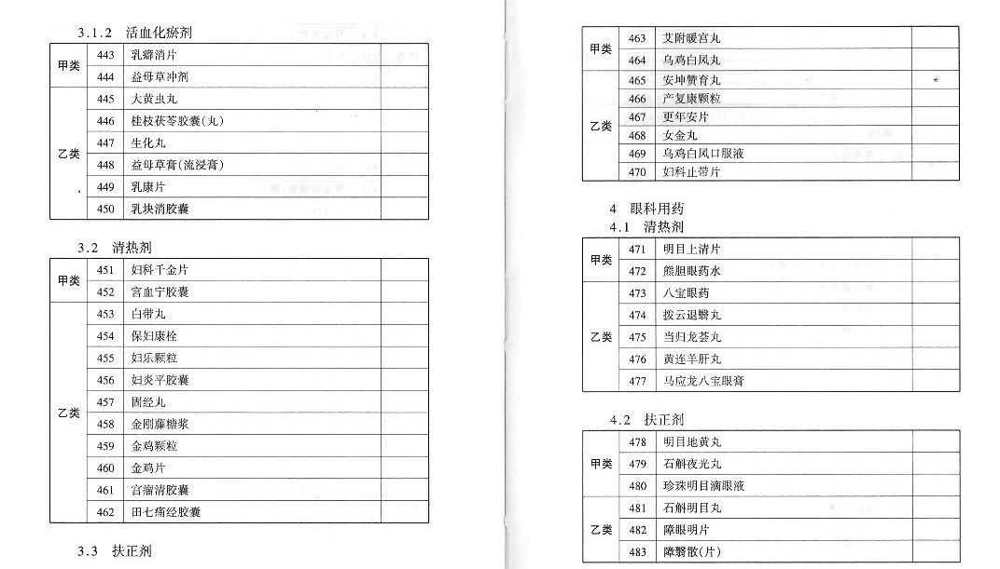 3.1.2 活血化瘀剂
甲类
443 乳癖消片
444 益母草冲剂
乙类
445 大黄虫丸
446 桂枝茯苓胶囊(丸)
447 生化丸
448 益母草膏(流浸膏)
449 乳康片
450 乳块消胶囊
3.2 清热剂
甲类
451 妇科千金片
452 宫血宁胶囊
乙类
453 白带丸
454 保妇康栓
455 妇乐颗粒
456 妇炎平胶囊
457 固经丸
458 金刚藤糖浆
459 金鸡颗粒
460 金鸡片
461 宫瘤清胶囊
462 田七痛经胶囊
3.3 扶正剂
甲类
463 艾附暖宫丸
464 乌鸡白凤丸
乙类
465 安坤赞育丸 *
466 产复康颗粒
467 更年安片
468 女金丸
469 乌鸡白凤口服液
470 妇科止带片
4 眼科用药
4.1 清热剂
甲类
471 明目上清片
472 熊胆眼药水
乙类
473 八宝眼药
474 拨云退翳丸
475 当归龙荟丸
476 黄连羊肝丸
477 马应龙八宝眼膏
4.2 扶正剂
甲类
478 明目地黄丸
479 石斛夜光丸
480 珍珠明目滴眼液
乙类
481 石斛明目丸
482 障眼明片
483 障翳散(片)